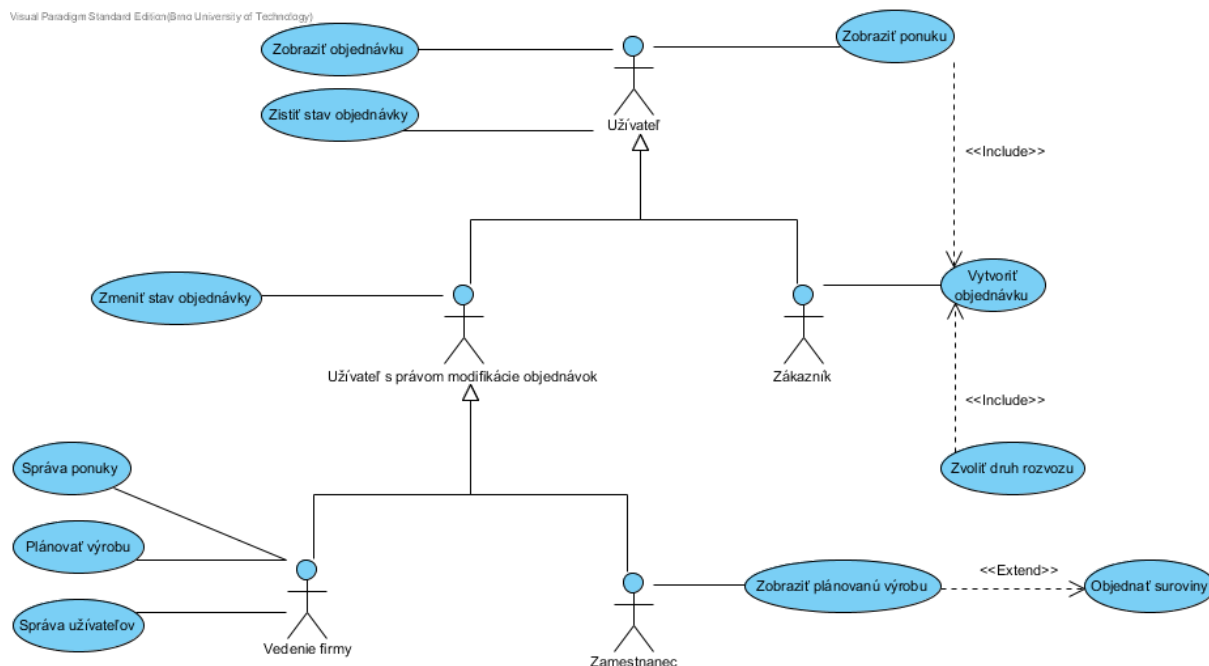 Visual Paradigm Standard Edition(Brno University of Technology)
Zobraziť objednávku
Zobraziť ponuku
Zistiť stav objednávky
Užívateľ
<<Include>>
Zmeniť stav objednávky
Vytvoriť
objednávku
Užívateľ s právom modifikácie objednávok
Zákazník
<<Include>>
Správa ponuky
Zvoliť druh rozvozu
Plánovať výrobu
<<Extend>>
Zobraziť plánovanú výrobu
Objednať suroviny
Správa užívateľov
Vedenie firmy
Zamestnanec